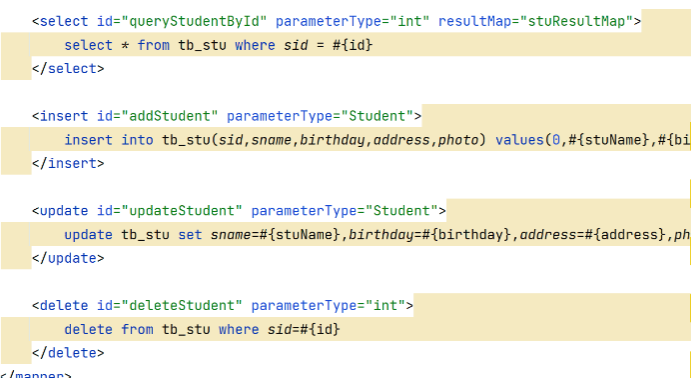 <select id="queryStudentById" parameterType="int" resultMap="stuResultMap">
select * from tb_stu where sid = #{id}
</select>
<insert id="addStudent" parameterType="Student">
insert into tb_stu(sid,sname,birthday,address,photo) values(0,#{stuName},#{bi
</insert>
<update id="updateStudent" parameterType="Student">
update tb_stu set sname=#{stuName},birthday=#{birthday},address=#{address},ph
</update>
<delete id="deleteStudent" parameterType="int">
delete from tb_stu where sid=#{id}
</delete>
</mapper>